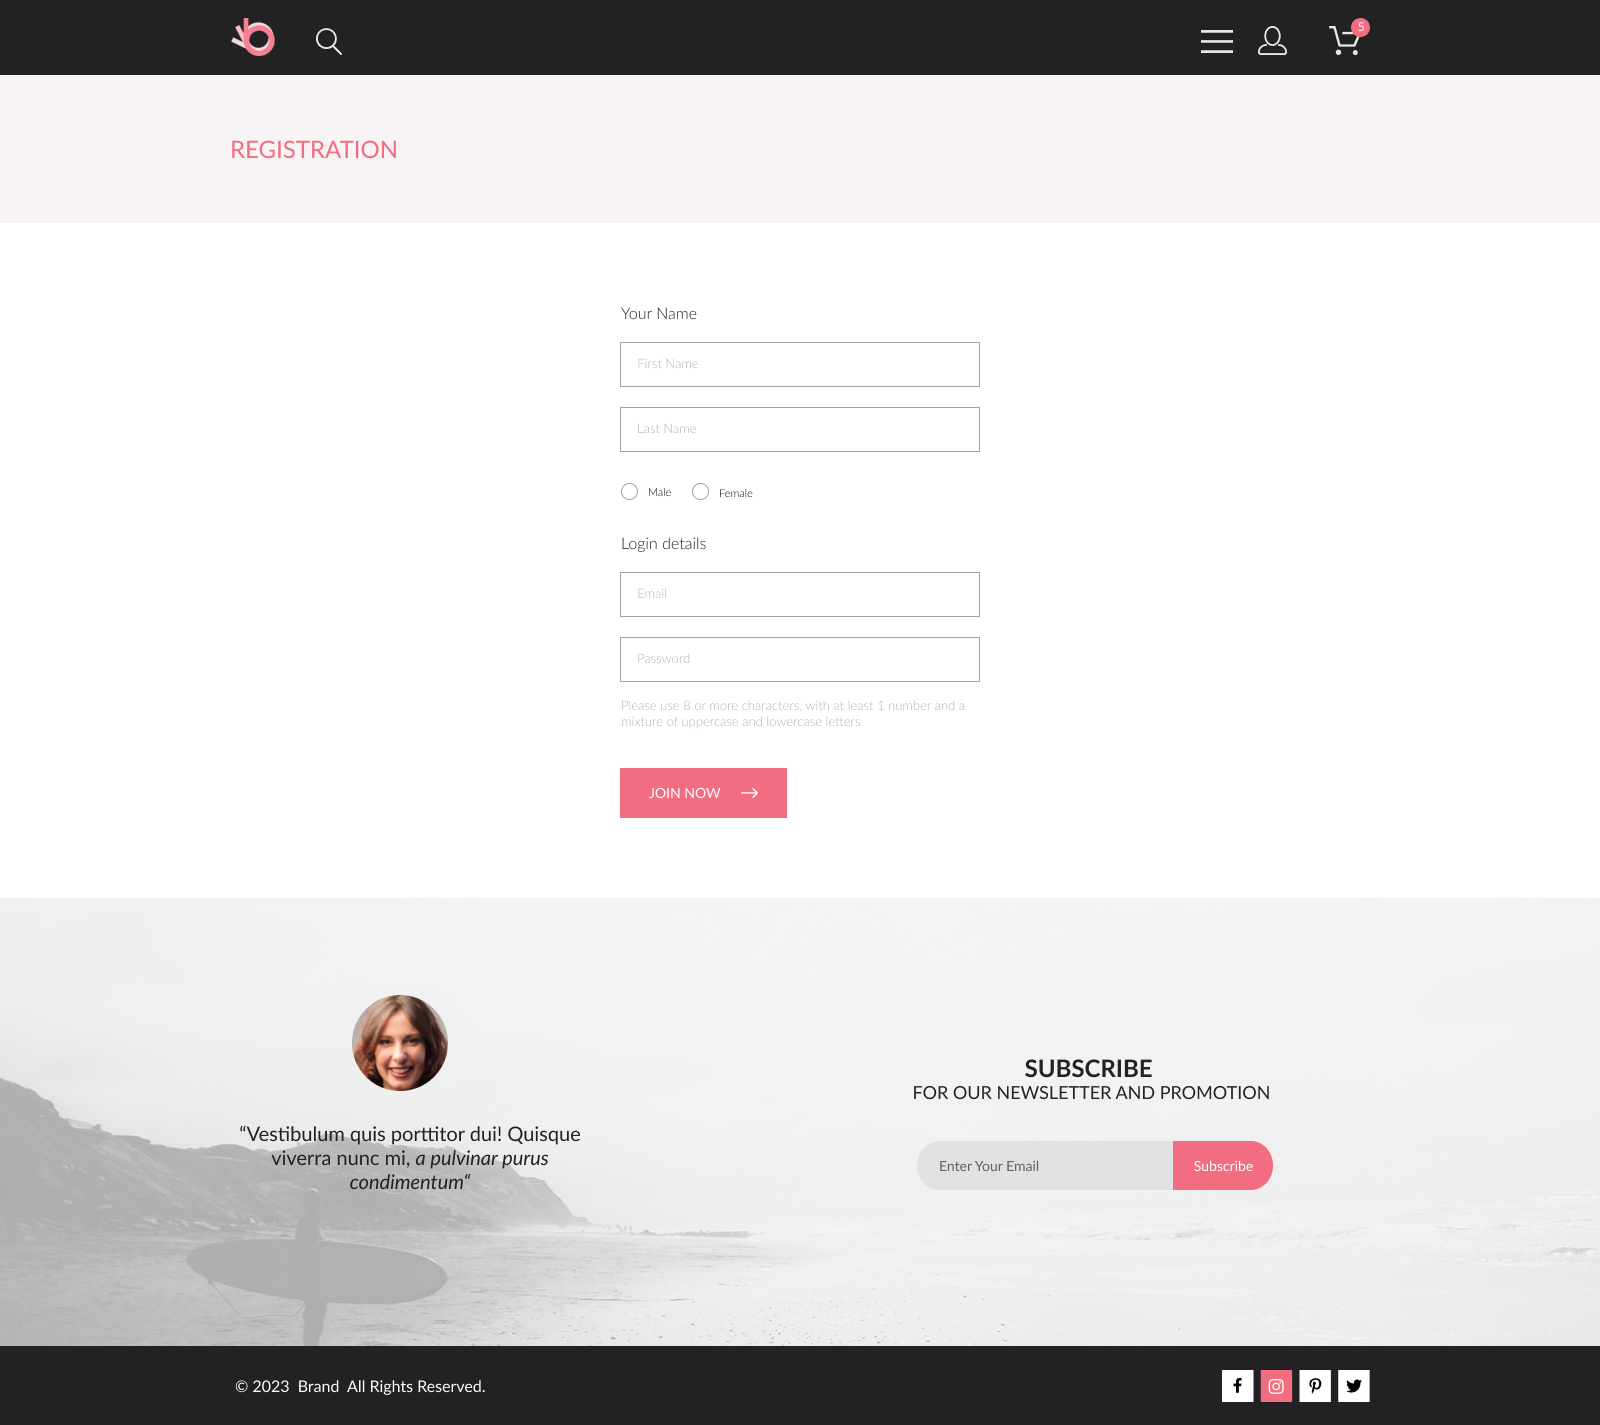 5
REGISTRATION
Your Name
First Name
Last Name
Male Female
Login details
Email
Password
Please use 8 or more characters, with at least 1 number and a
mixture of uppercase and lowercase letters
JOIN NOW
“Vestibulum quis porttitor dui! Quisque
viverra nunc mi, a pulvinar purus
condimentum“
SUBSCRIBE
FOR OUR NEWSLETTER AND PROMOTION
Enter Your Email
Subscribe
© 2023 Brand All Rights Reserved.